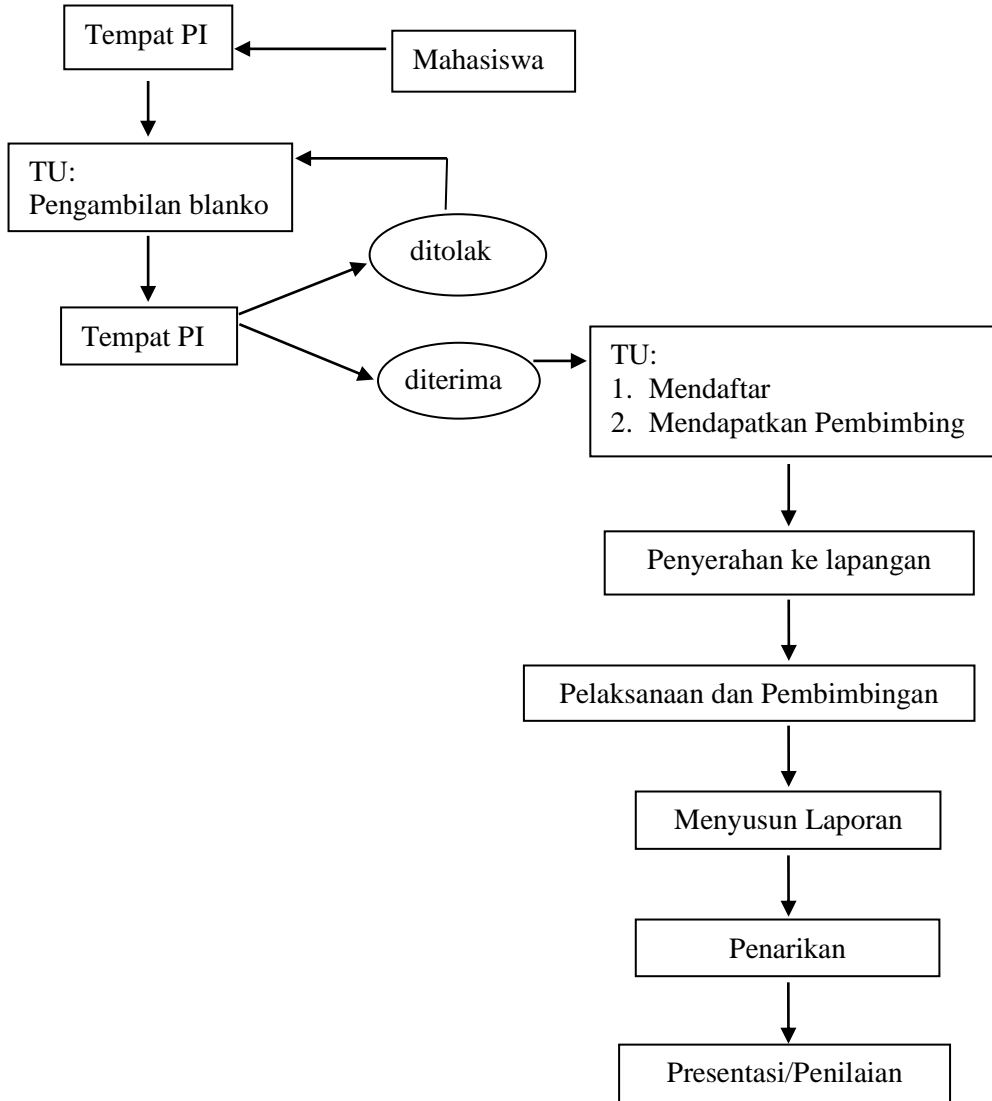 Tempat PI
Mahasiswa
TU:
Pengambilan blanko
ditolak
Tempat PI
diterima
TU:
1. Mendaftar
2. Mendapatkan Pembimbing
Penyerahan ke lapangan
Pelaksanaan dan Pembimbingan
Menyusun Laporan
Penarikan
Presentasi/Penilaian